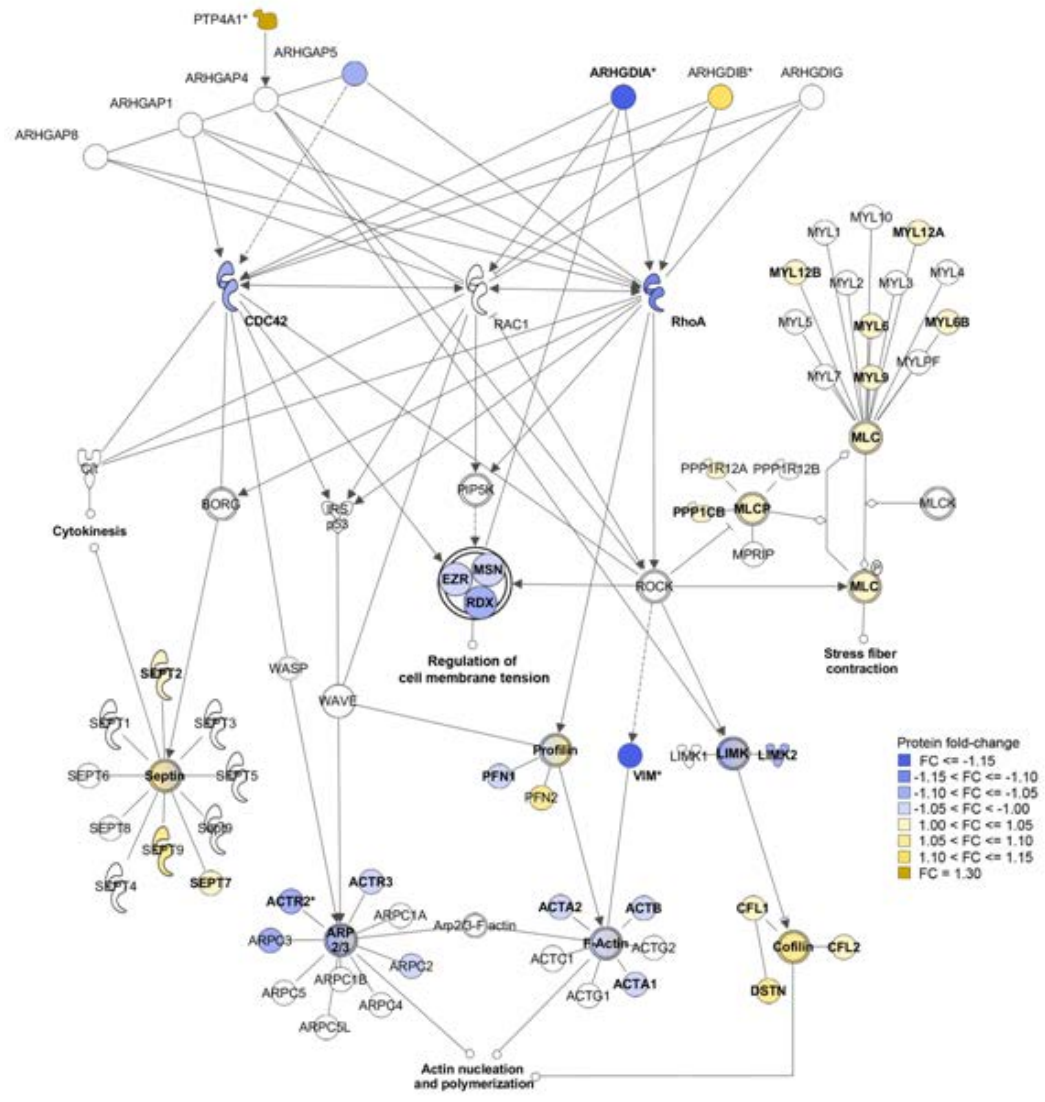 PTP4A1*
ARHGAP5
ARHGAP4
ARHGAP1
ARHGAP8
ARHGDIA*
ARHGDIB*
ARHGDIG
CDC42
RAC1
RhoA
MYL10
MYL1
MYL12A
MYL12B
MYL2
MYL3
MYL4
MYL5
MYL6
MYL6B
MYL7
MYL9
MYLPF
MLC
Cytokinesis
BORG
IRS
p53
PIP5K
PPP1R12A
PPP1R12B
PPP1CB
MLCP
MPRIP
MLCK
EZR
MSN
RDX
ROCK
MLC
P
Regulation of
cell membrane tension
Stress fiber
contraction
WASP
WAVE
SEPT2
SEPT1
SEPT3
SEPT6
Septin
SEPT5
SEPT8
Sept9
SEPT9
SEPT4
SEPT7
Profilin
PFN1
PFN2
VIM*
LIMK1
LIMK
LIMK2
Protein fold-change
FC <= -1.15
-1.15 < FC <= -1.10
-1.10 < FC <= -1.05
-1.05 < FC < -1.00
1.00 < FC <= 1.05
1.05 < FC <= 1.10
1.10 < FC <= 1.15
FC = 1.30
ACTR2*
ACTR3
ARPC1A
ARPC3
ARP
2/3
Arp2/3-F actin
ARPC2
ARPC1B
ARPC5
ARPC4
ARPC5L
ACTA2
ACTB
F-Actin
ACTG2
ACTC1
ACTG1
ACTA1
CFL1
Cofilin
CFL2
DSTN
Actin nucleation
and polymerization